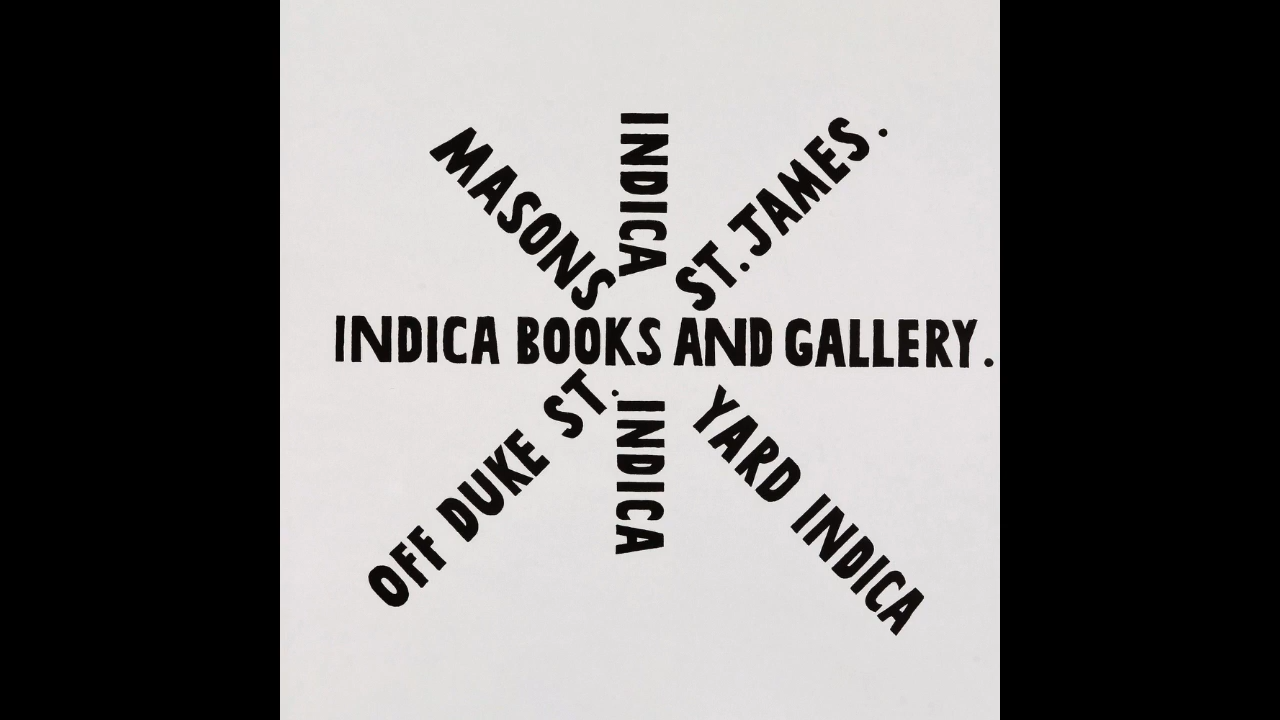 INDICA BOOKS AND GALLERY.
MASONS YARD INDICA
OFF DUKE ST. ST. JAMES.
INDICA INDICA